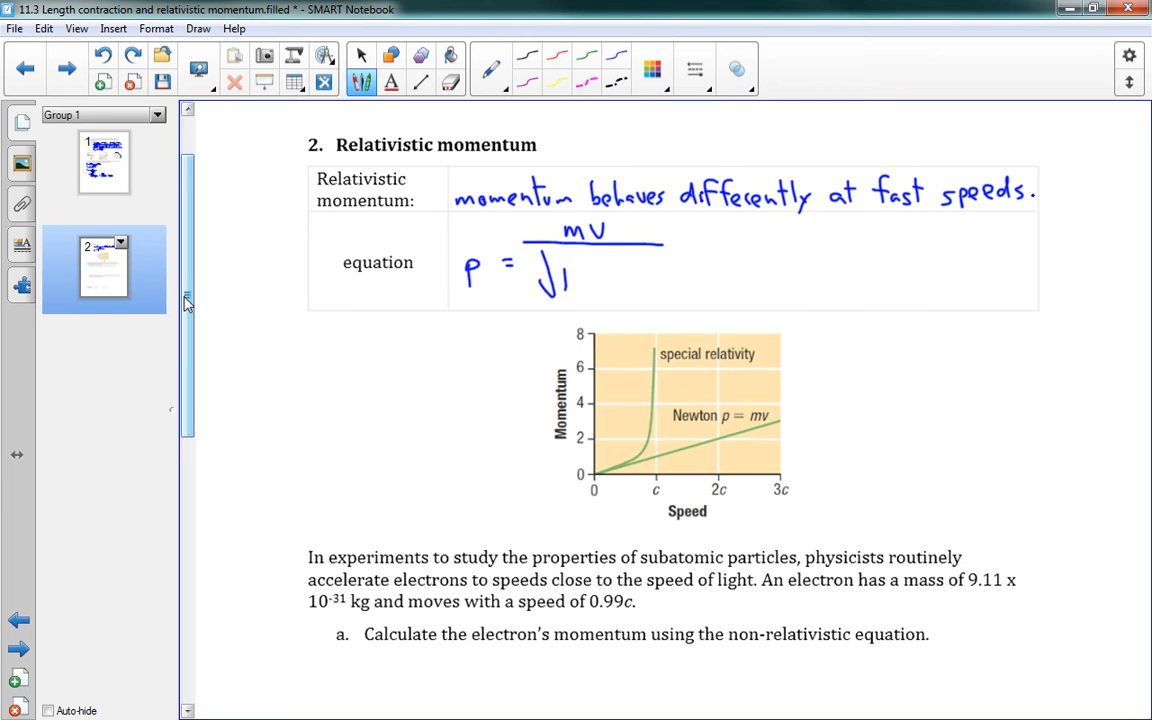 11.3 Length contraction and relativistic momentum.filled * - SMART Notebook
File Edit View Insert Format Draw Help
Group 1
1
2
2. Relativistic momentum
Relativistic momentum:
momentum behaves differently at fast speeds.
equation
p = mv
√1
8
6
4
2
0
Momentum
special relativity
Newton p = mv
0 c 2c 3c
Speed
In experiments to study the properties of subatomic particles, physicists routinely
accelerate electrons to speeds close to the speed of light. An electron has a mass of 9.11 x
10⁻³¹ kg and moves with a speed of 0.99c.
a. Calculate the electron's momentum using the non-relativistic equation.
Auto-hide